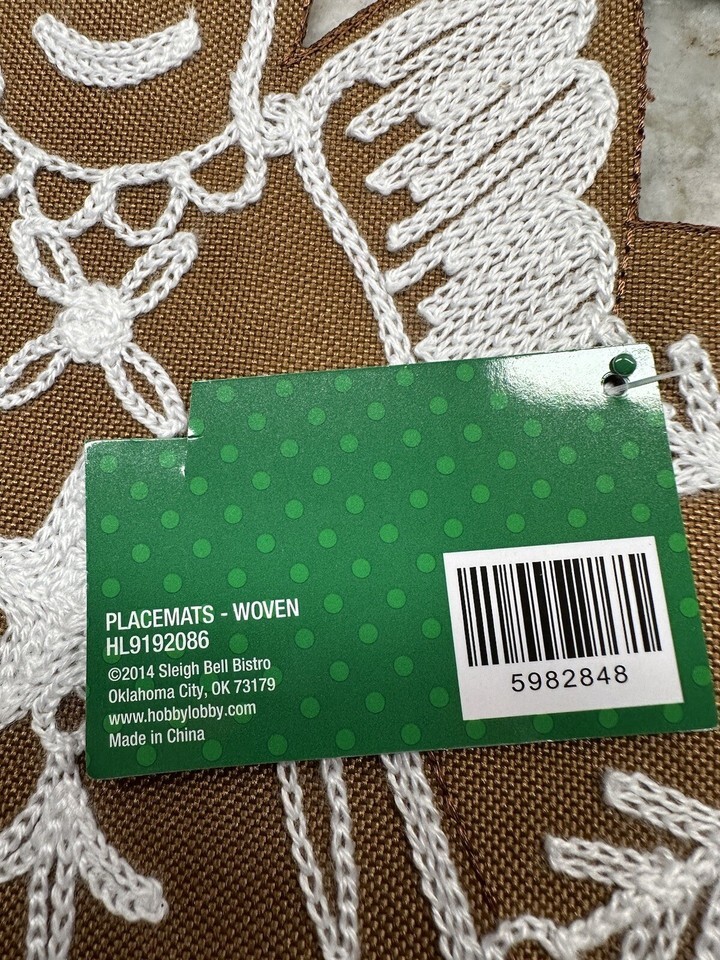 PLACEMATS - WOVEN
HL9192086
©2014 Sleigh Bell Bistro
Oklahoma City, OK 73179
www.hobbylobby.com
Made in China
5982848